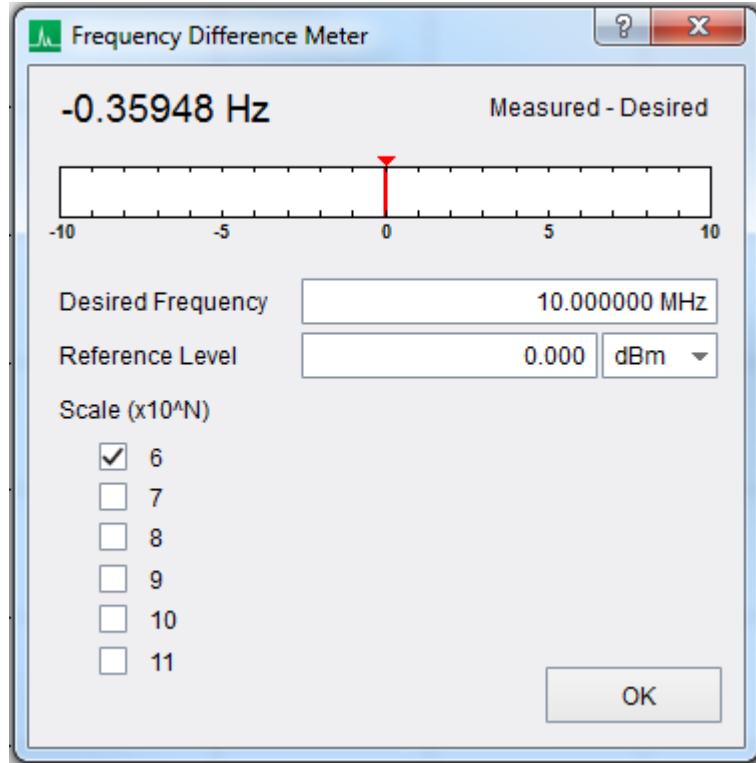 Frequency Difference Meter
-0.35948 Hz Measured - Desired
-10 -5 0 5 10
Desired Frequency 10.000000 MHz
Reference Level 0.000 dBm
Scale (x10^N)
6
7
8
9
10
11
OK